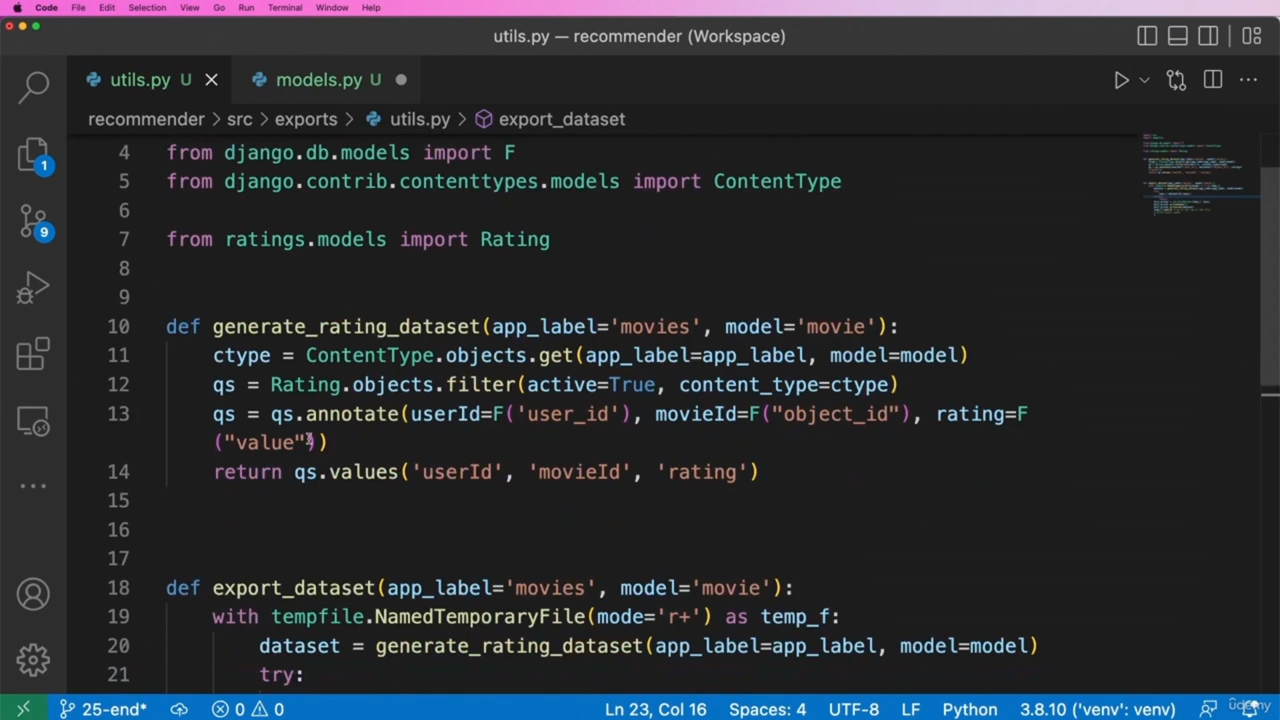 Code File Edit Selection View Go Run Terminal Window Help
utils.py — recommender (Workspace)
utils.py U models.py U
recommender > src > exports > utils.py > export_dataset
4 from django.db.models import F
5 from django.contrib.contenttypes.models import ContentType
6
7 from ratings.models import Rating
8
9
10 def generate_rating_dataset(app_label='movies', model='movie'):
11 ctype = ContentType.objects.get(app_label=app_label, model=model)
12 qs = Rating.objects.filter(active=True, content_type=ctype)
13 qs = qs.annotate(userId=F('user_id'), movieId=F("object_id"), rating=F
("value"))
14 return qs.values('userId', 'movieId', 'rating')
15
16
17
18 def export_dataset(app_label='movies', model='movie'):
19 with tempfile.NamedTemporaryFile(mode='r+') as temp_f:
20 dataset = generate_rating_dataset(app_label=app_label, model=model)
21 try:
1
9
25-end* 0 0 Ln 23, Col 16 Spaces: 4 UTF-8 LF Python 3.8.10 ('venv': venv)
udemy